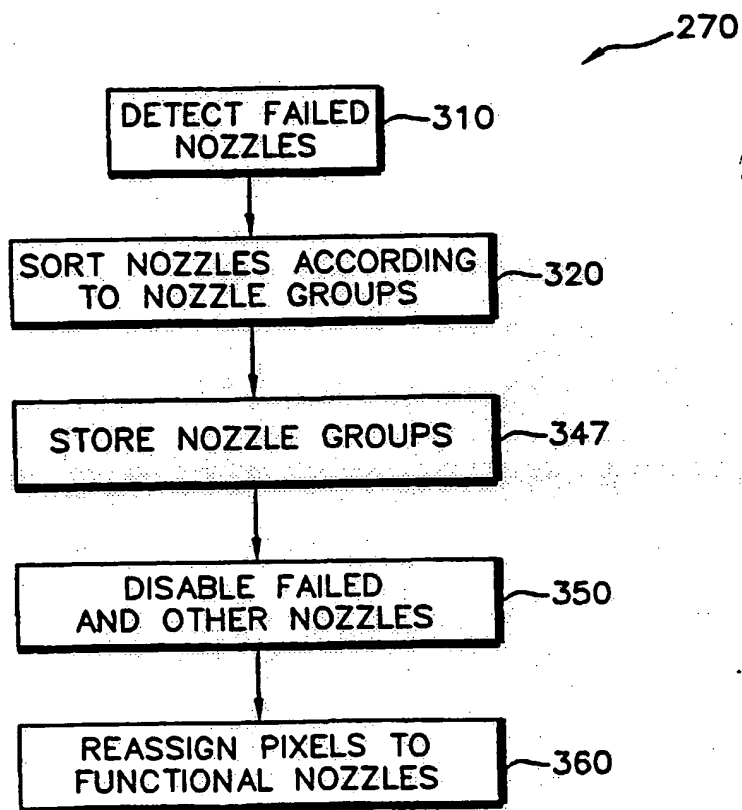 270
DETECT FAILED
NOZZLES
310
SORT NOZZLES ACCORDING
TO NOZZLE GROUPS
320
STORE NOZZLE GROUPS
347
DISABLE FAILED
AND OTHER NOZZLES
350
REASSIGN PIXELS TO
FUNCTIONAL NOZZLES
360